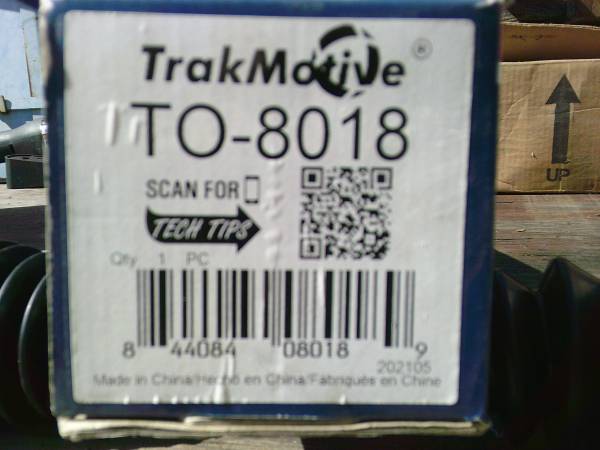 TrakMotive®
TO-8018
SCAN FOR
TECH TIPS
Qty 1 PC
8 44084 08018 9
202105
Made in China/Hecho en China/Fabriqués en Chine
UP